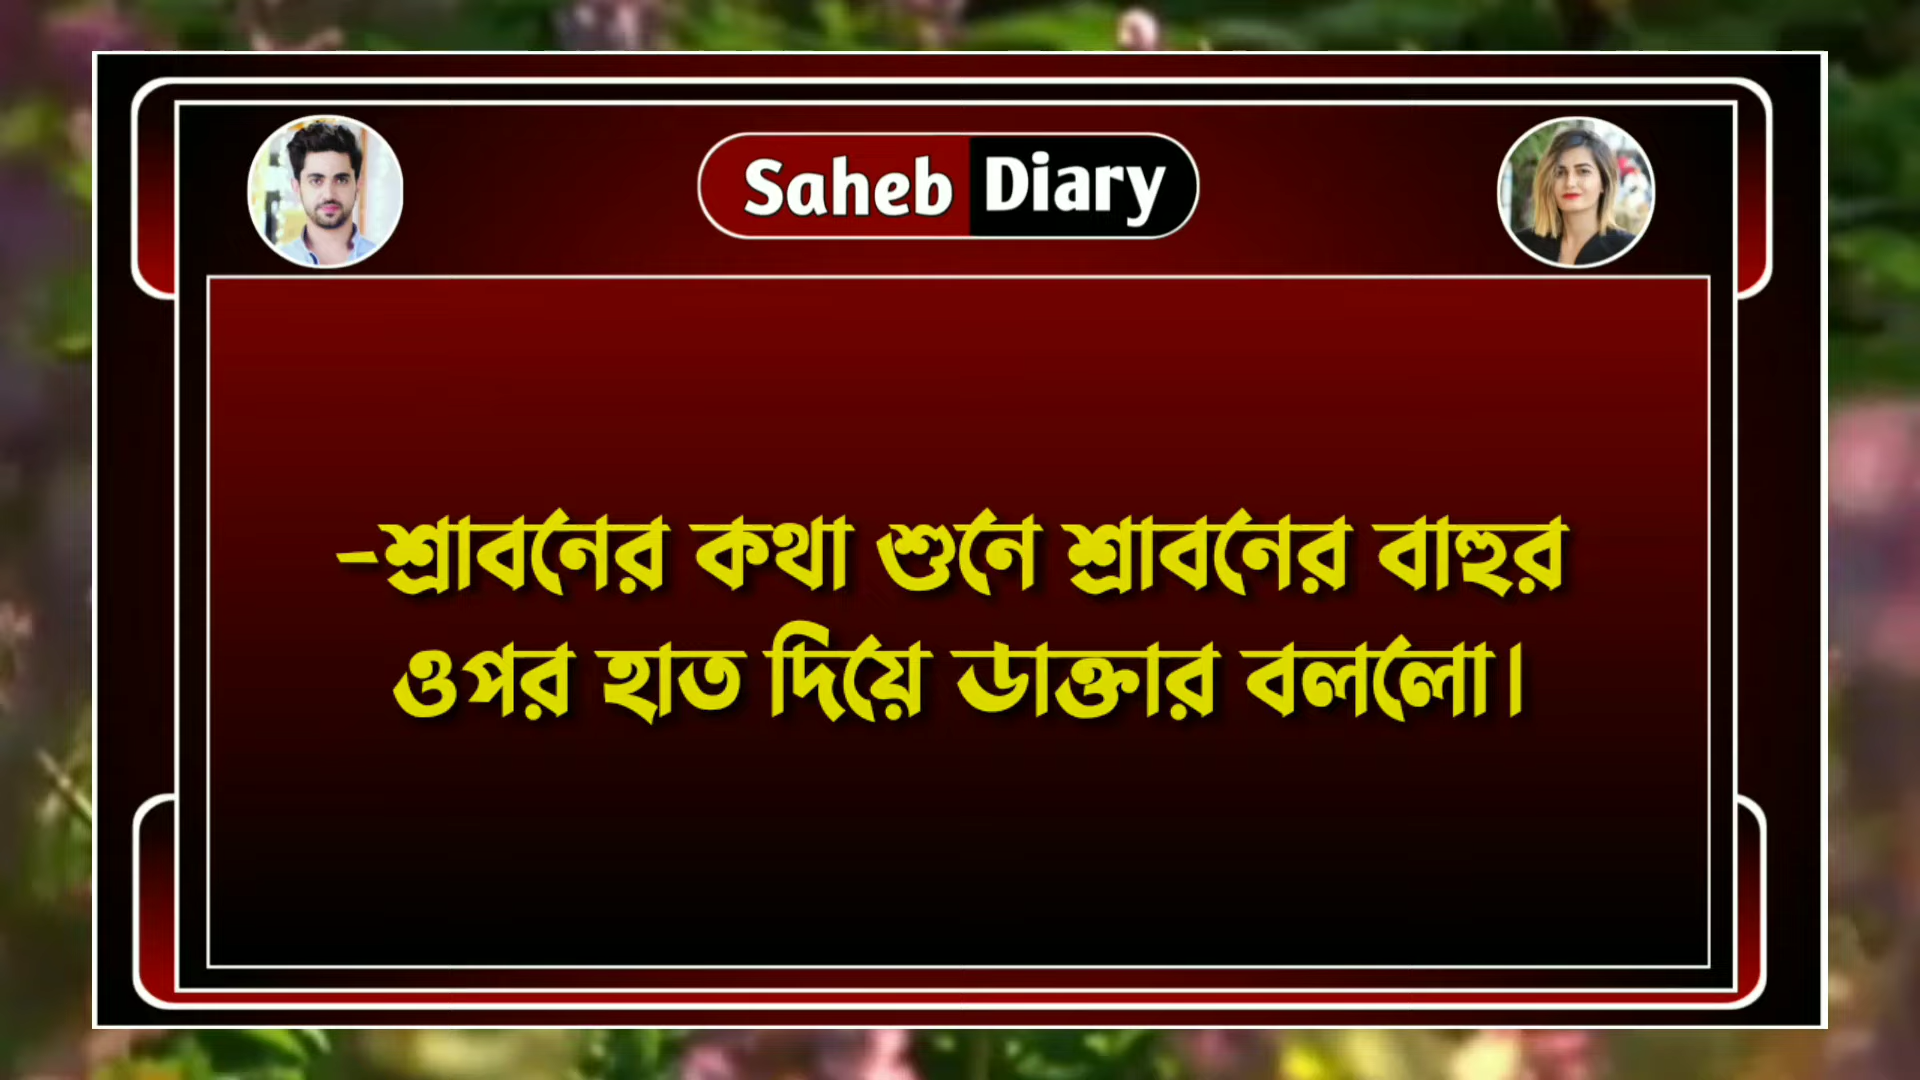 Saheb Diary
-শ্রাবনের কথা শুনে শ্রাবনের বাহুর
ওপর হাত দিয়ে ডাক্তার বললো।